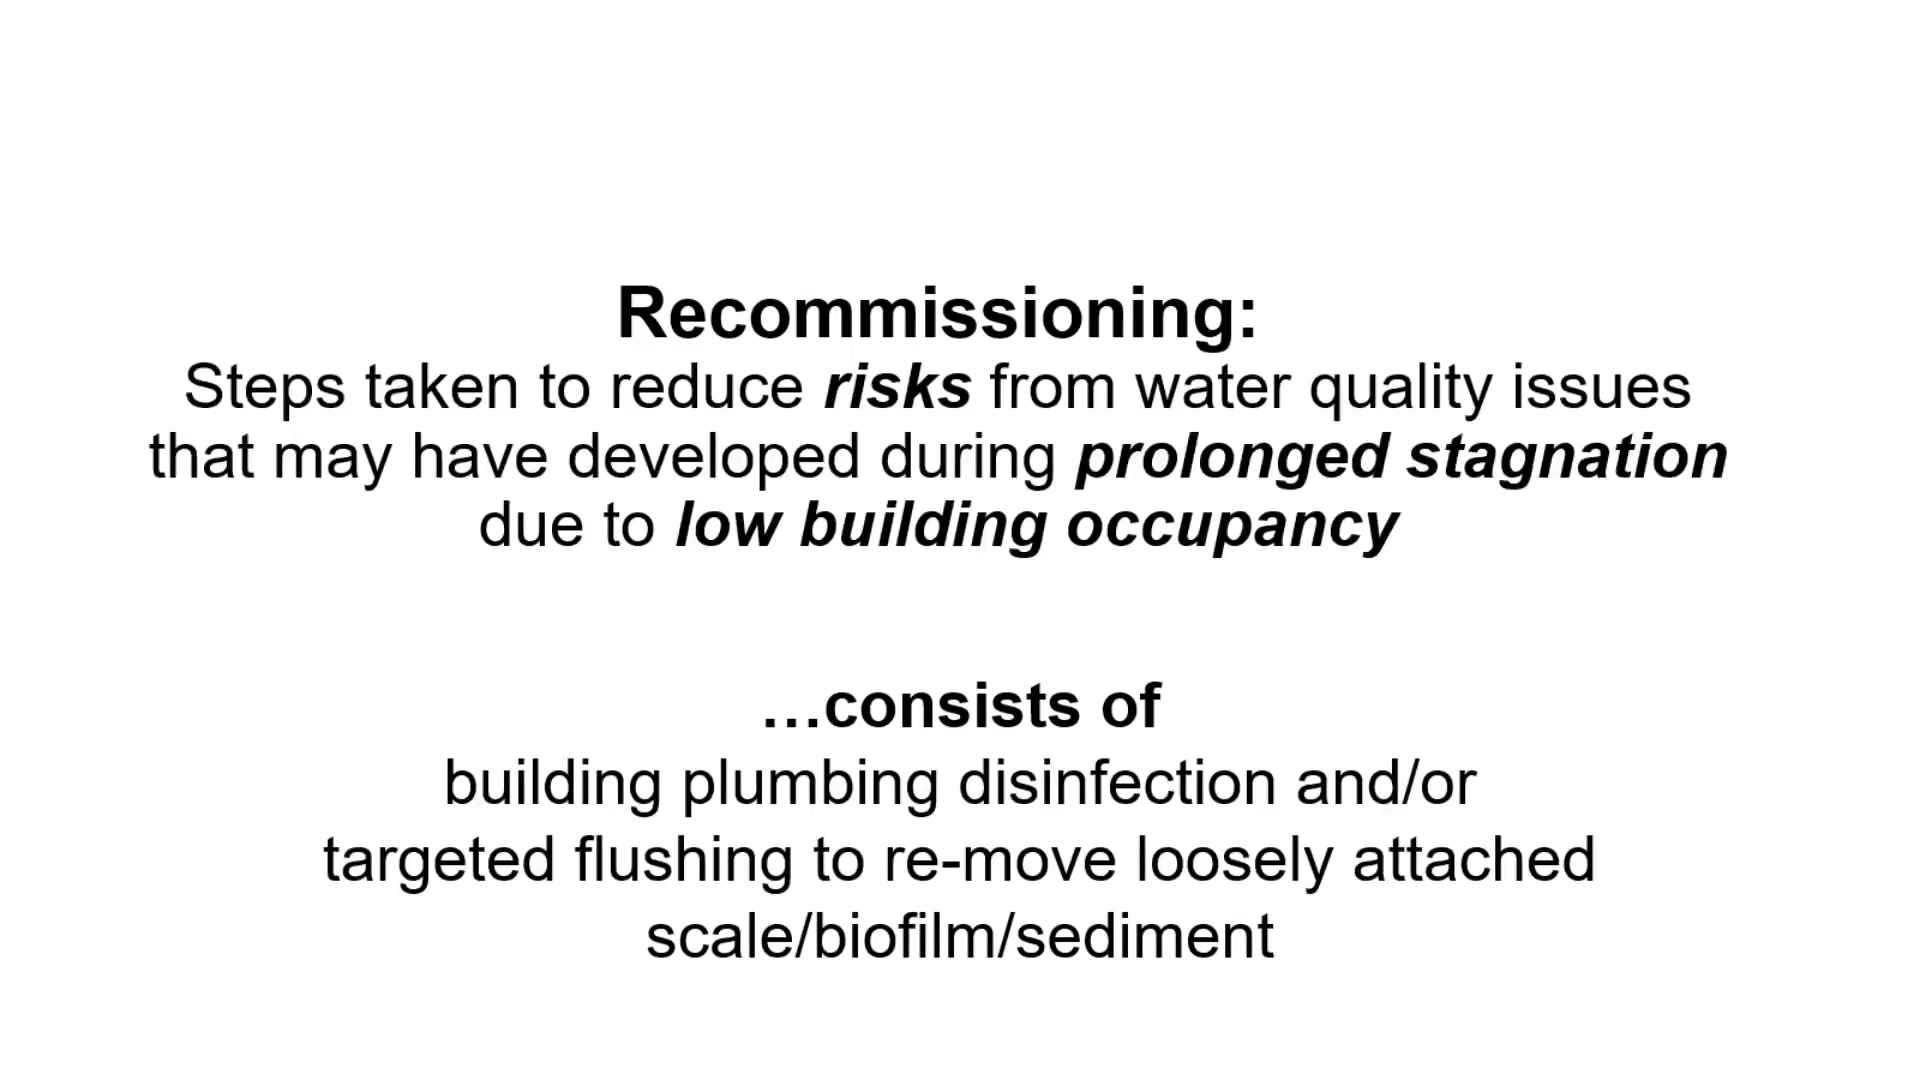 Recommissioning:
Steps taken to reduce risks from water quality issues
that may have developed during prolonged stagnation
due to low building occupancy
…consists of
building plumbing disinfection and/or
targeted flushing to re-move loosely attached
scale/biofilm/sediment